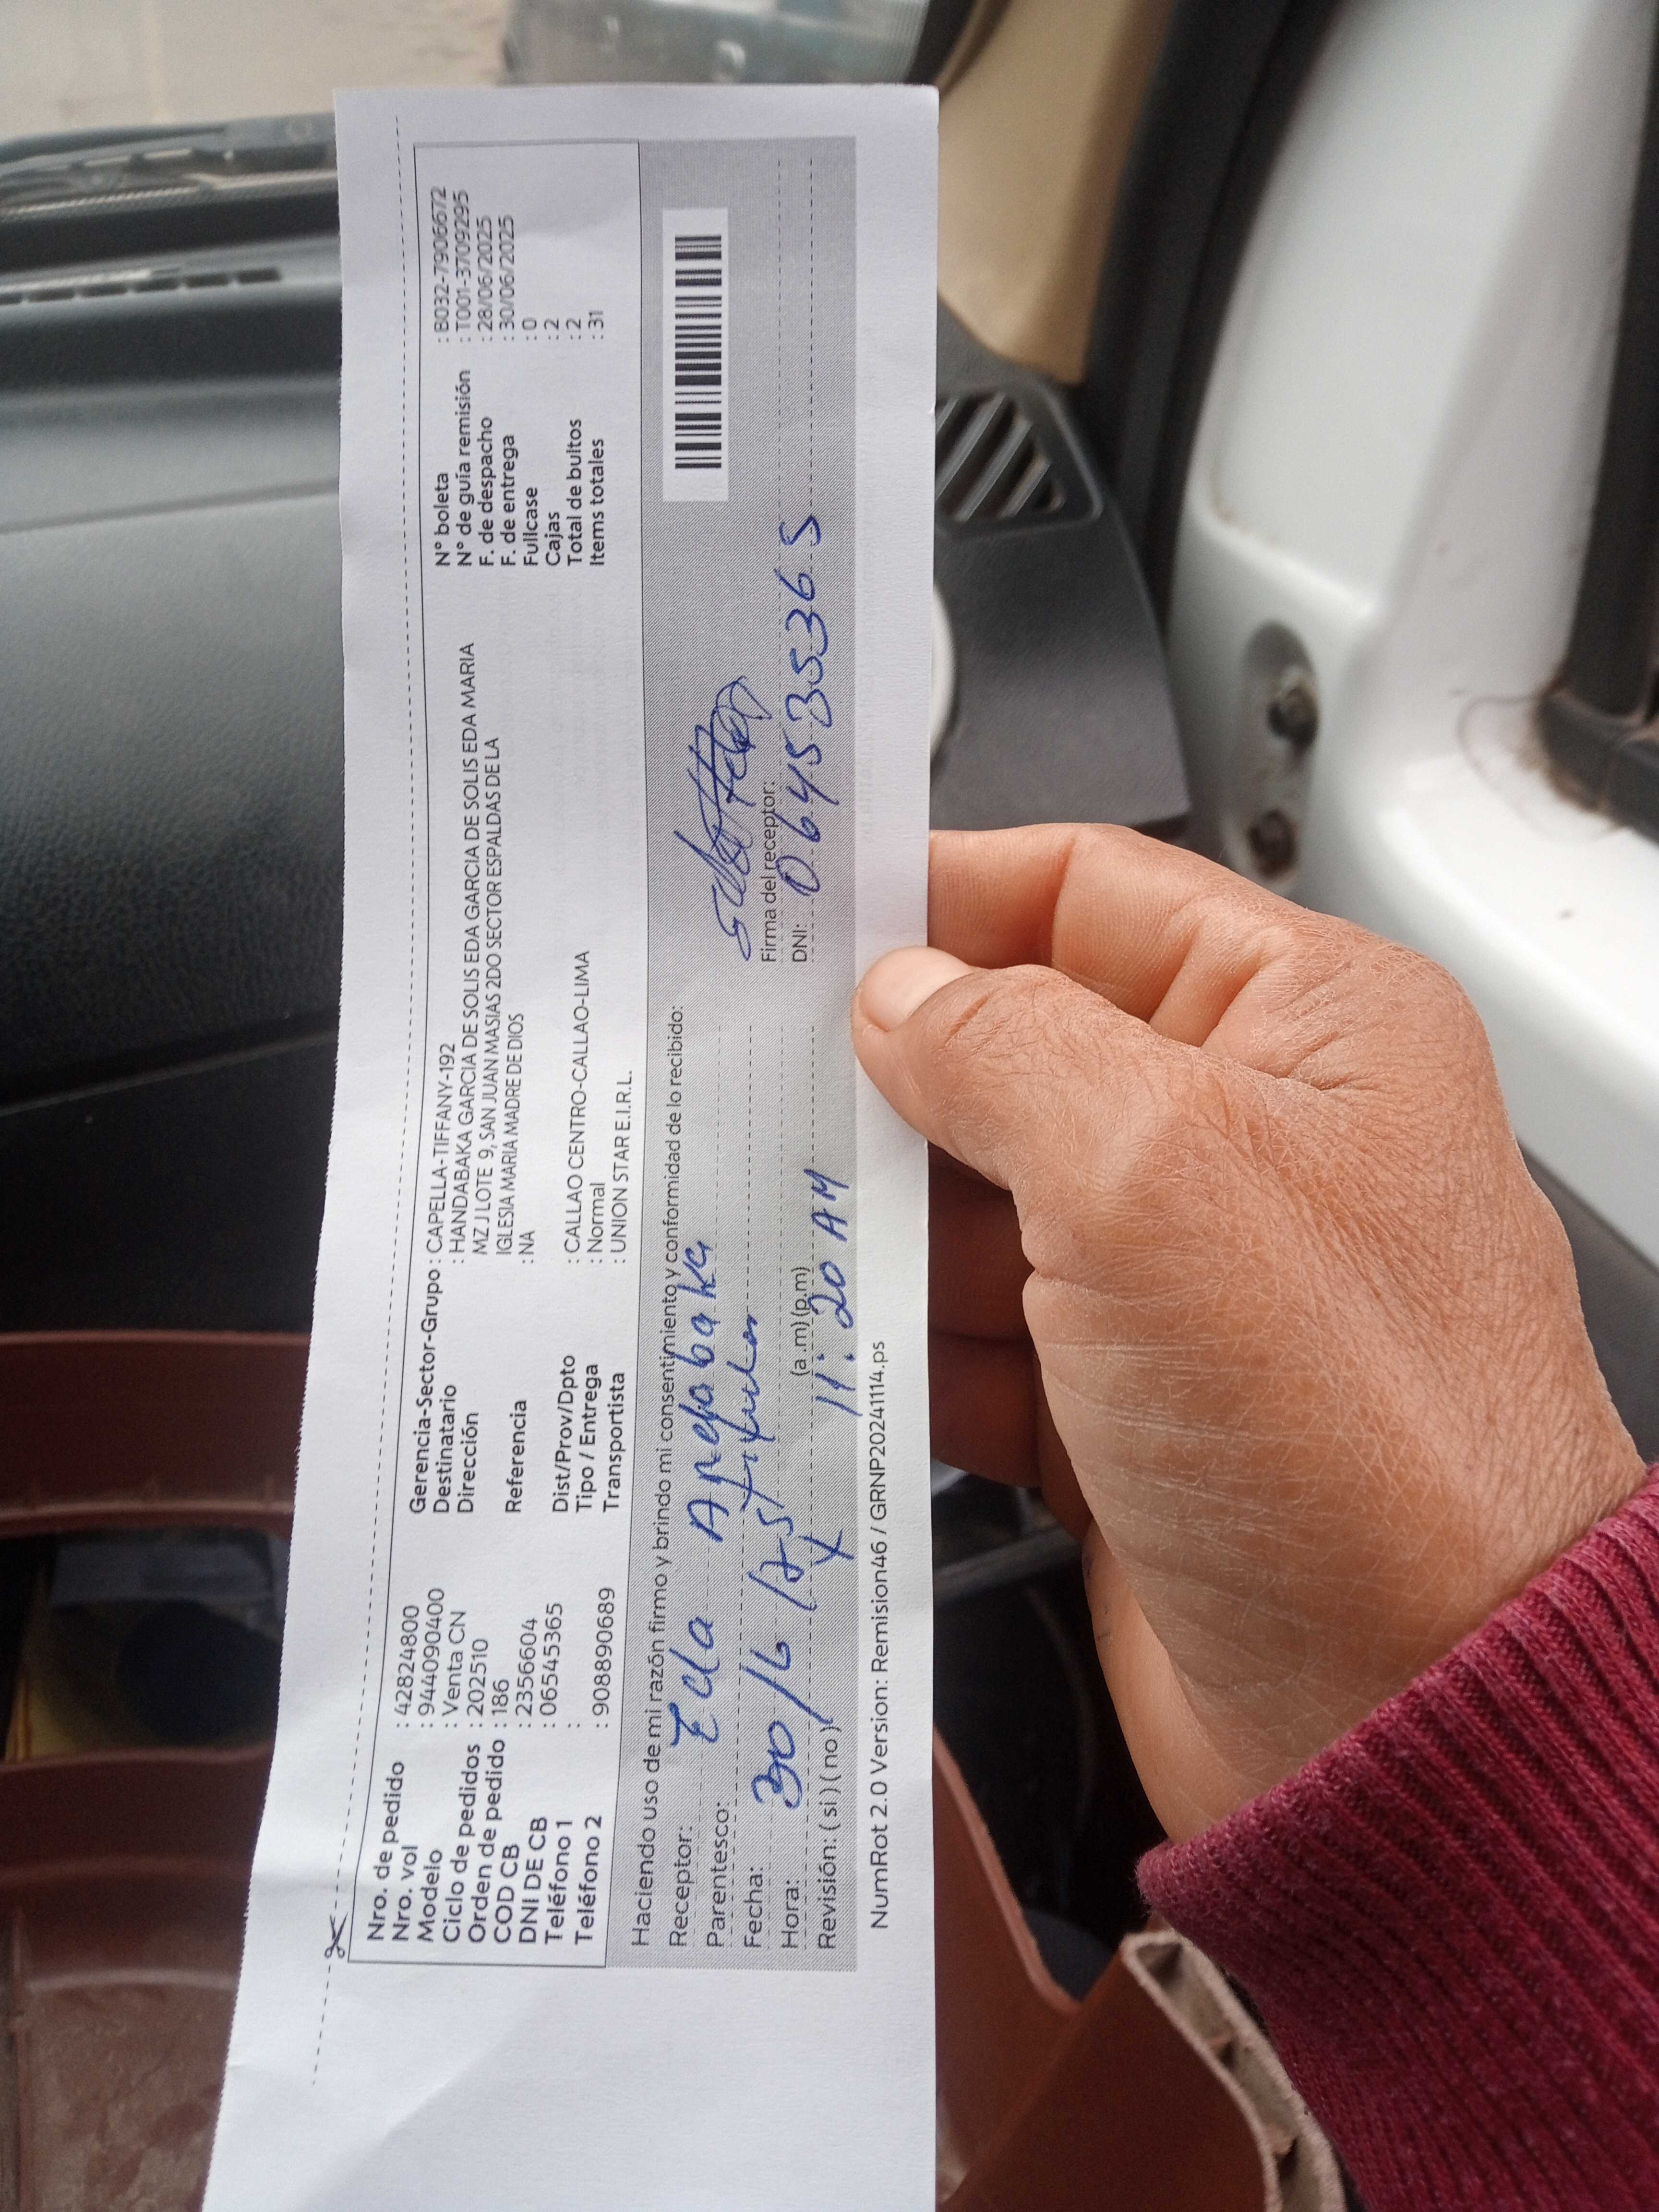 Nro. de pedido : 42824800
Nro. vol : 944090400
Modelo : Venta CN
Ciclo de pedidos : 202510
Orden de pedido : 186
COD CB : 2356604
DNI DE CB : 06545365
Teléfono 1 :
Teléfono 2 : 908890689
Gerencia-Sector-Grupo : CAPELLA-TIFFANY-192
Destinatario : HANDABAKA GARCIA DE SOLIS EDA GARCIA DE SOLIS EDA MARIA
Dirección MZ J LOTE 9, SAN JUAN MASIAS 2DO SECTOR ESPALDAS DE LA
IGLESIA MARIA MADRE DE DIOS
Referencia : NA
Dist/Prov/Dpto : CALLAO CENTRO-CALLAO-LIMA
Tipo / Entrega : Normal
Transportista : UNION STAR E.I.R.L.
N° boleta : B032-7906672
N° de guía remisión : T001-3709295
F. de despacho : 28/06/2025
F. de entrega : 30/06/2025
Fullcase : 0
Cajas : 2
Total de bultos : 2
Items totales : 31
Haciendo uso de mi razón firmo y brindo mi consentimiento y conformidad de lo recibido:
Receptor: Eda
Parentesco: titular
Fecha: 30/6/25
Hora: (a.m) (p.m) 11:20 AM
Revisión: ( si ) ( no )
Firma del receptor:
DNI: 06453536 5
NumRot 2.0 Version: Remision46 / GRNP20241114.ps